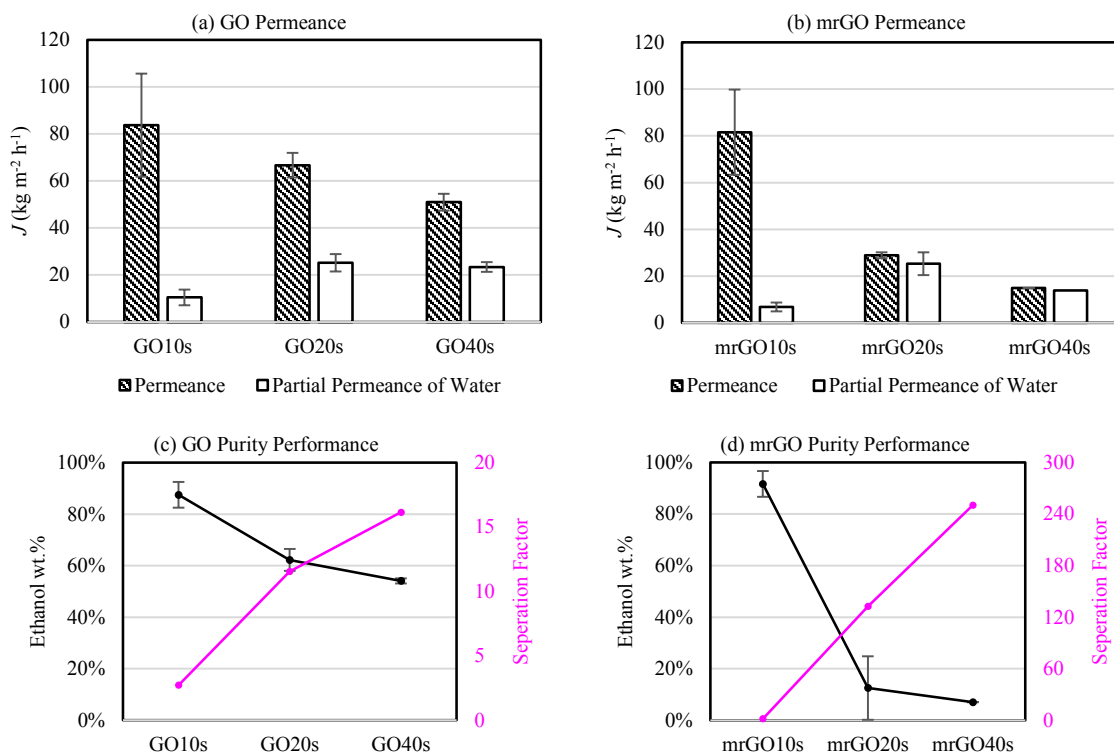 (a) GO Permeance
120
100
80
60
40
20
0
J (kg m-2 h-1)
GO10s GO20s GO40s
Permeance Partial Permeance of Water
(b) mrGO Permeance
120
100
80
60
40
20
0
J (kg m-2 h-1)
mrGO10s mrGO20s mrGO40s
Permeance Partial Permeance of Water
(c) GO Purity Performance
100%
80%
60%
40%
20%
0%
Ethanol wt.%
20
15
10
5
0
Seperation Factor
GO10s GO20s GO40s
(d) mrGO Purity Performance
100%
80%
60%
40%
20%
0%
Ethanol wt.%
300
240
180
120
60
0
Seperation Factor
mrGO10s mrGO20s mrGO40s